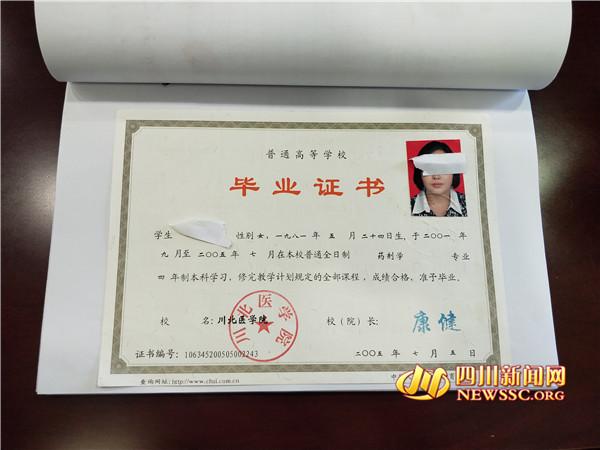 普通高等学校
毕业证书
学生 性别 女，一九八一年 五 月 二十四日生，于二〇〇一年
九 月至 二〇〇五年 七 月在本校普通全日制 药剂学 专业
四 年制本科学习，修完教学计划规定的全部课程，成绩合格，准予毕业。
校 名：川北医学院 校（院）长： 康健
川北医学院
证书编号：106345200505002243 二〇〇五 年 七 月 五 日
查询网址：http://www.chsi.com.cn
四川新闻网
NEWSSC.ORG